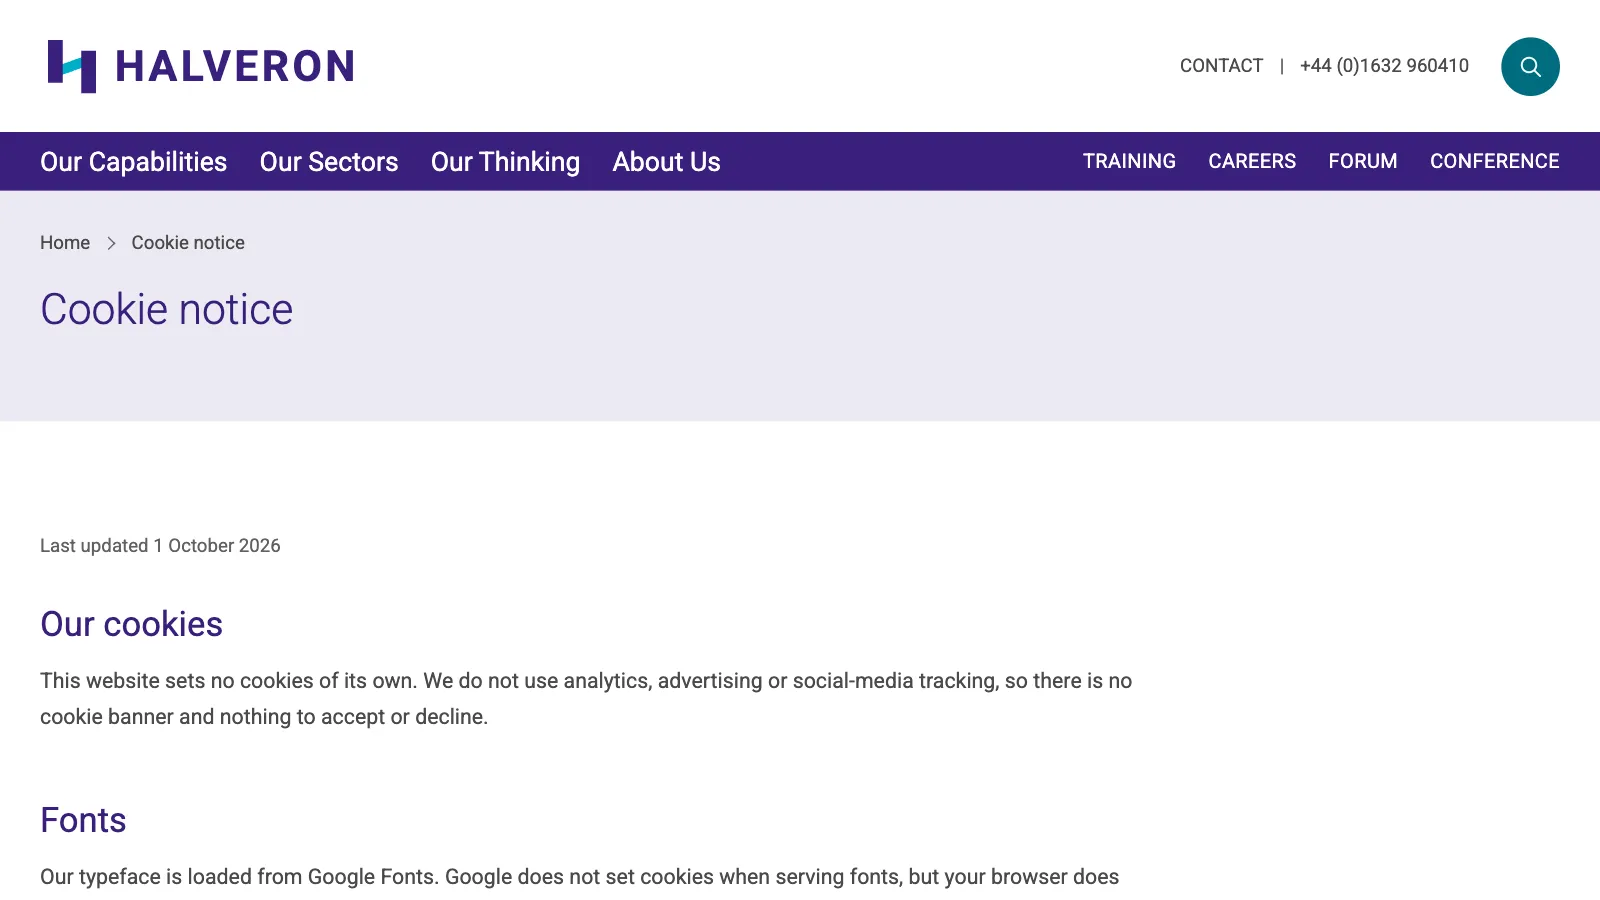 HALVERON
CONTACT | +44 (0)1632 960410
Our Capabilities Our Sectors Our Thinking About Us TRAINING CAREERS FORUM CONFERENCE
Home > Cookie notice
Cookie notice
Last updated 1 October 2026
Our cookies
This website sets no cookies of its own. We do not use analytics, advertising or social-media tracking, so there is no
cookie banner and nothing to accept or decline.
Fonts
Our typeface is loaded from Google Fonts. Google does not set cookies when serving fonts, but your browser does